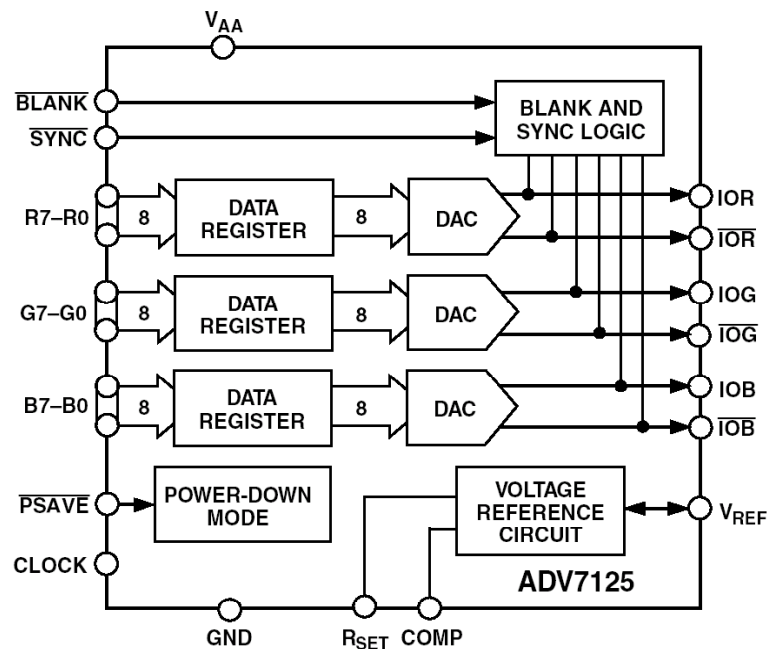 VAA
BLANK
SYNC
BLANK AND
SYNC LOGIC
R7–R0
8
DATA
REGISTER
8
DAC
IOR
IOR
G7–G0
8
DATA
REGISTER
8
DAC
IOG
IOG
B7–B0
8
DATA
REGISTER
8
DAC
IOB
IOB
PSAVE
POWER-DOWN
MODE
VOLTAGE
REFERENCE
CIRCUIT
VREF
CLOCK
ADV7125
GND
RSET
COMP